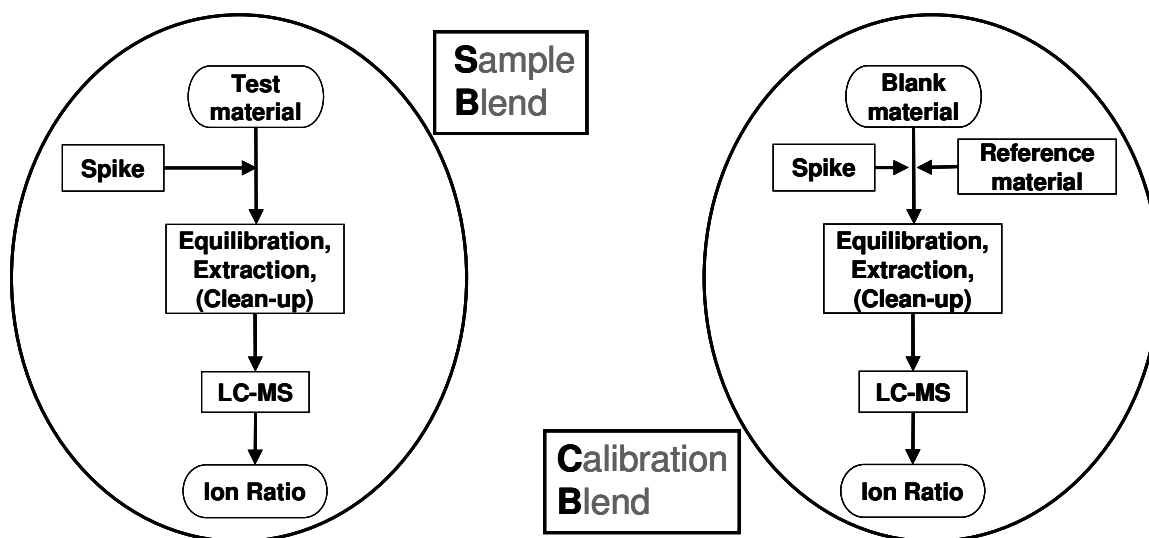 Test
material
Spike
Equilibration,
Extraction,
(Clean-up)
LC-MS
Ion Ratio
Sample
Blend
Blank
material
Spike
Reference
material
Equilibration,
Extraction,
(Clean-up)
LC-MS
Ion Ratio
Calibration
Blend